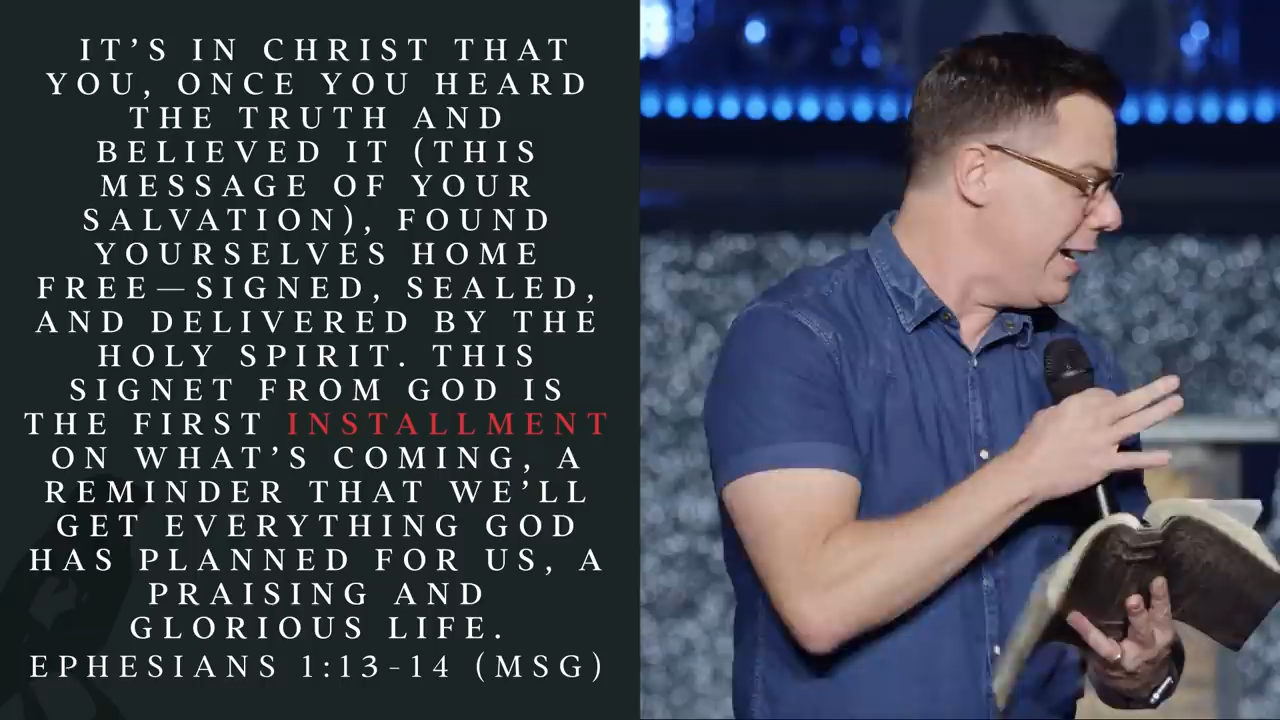 IT'S IN CHRIST THAT
YOU, ONCE YOU HEARD
THE TRUTH AND
BELIEVED IT (THIS
MESSAGE OF YOUR
SALVATION), FOUND
YOURSELVES HOME
FREE—SIGNED, SEALED,
AND DELIVERED BY THE
HOLY SPIRIT. THIS
SIGNET FROM GOD IS
THE FIRST INSTALLMENT
ON WHAT'S COMING, A
REMINDER THAT WE'LL
GET EVERYTHING GOD
HAS PLANNED FOR US, A
PRAISING AND
GLORIOUS LIFE.
EPHESIANS 1:13-14 (MSG)